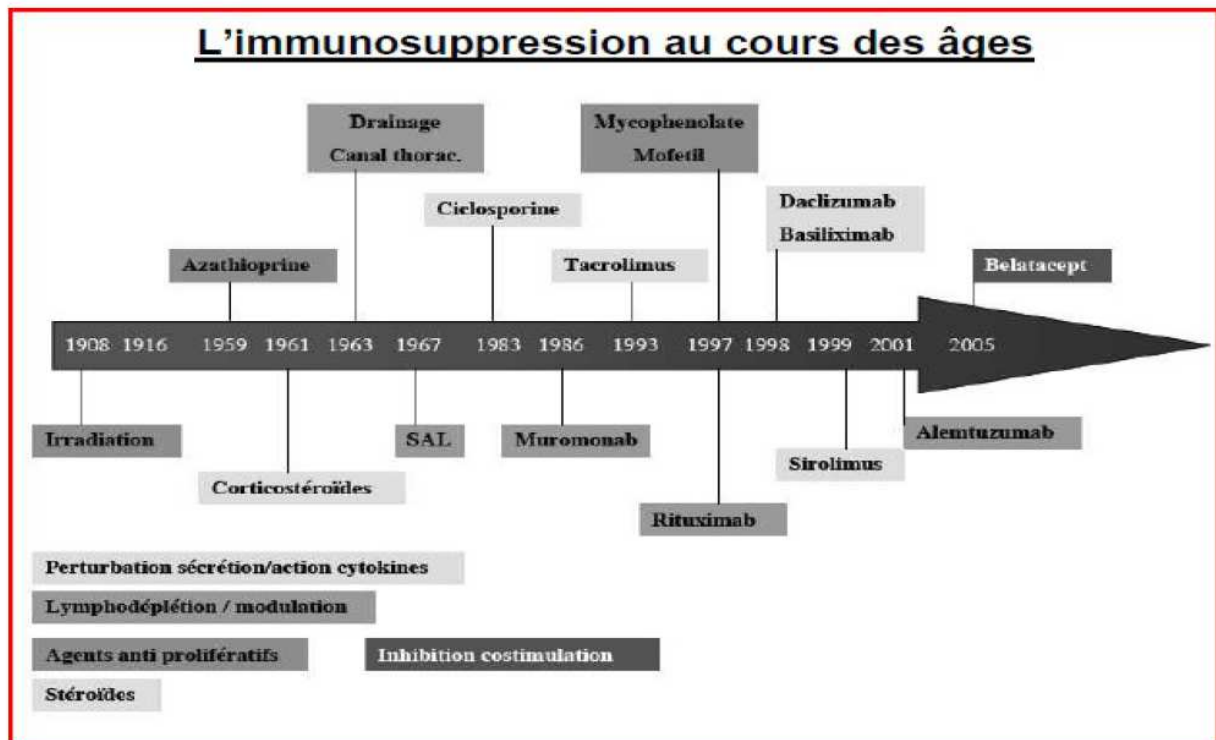 L'immunosuppression au cours des âges
Drainage
Canal thorac.
Mycophenolate
Mofetil
Ciclosporine
Daclizumab
Basiliximab
Azathioprine
Tacrolimus
Belatacept
1908 1916 1959 1961 1963 1967 1983 1986 1993 1997 1998 1999 2001 2005
Irradiation
SAL
Muromonab
Alemtuzumab
Corticostéroïdes
Sirolimus
Rituximab
Perturbation sécrétion/action cytokines
Lymphodéplétion / modulation
Agents anti prolifératifs
Inhibition costimulation
Stéroïdes